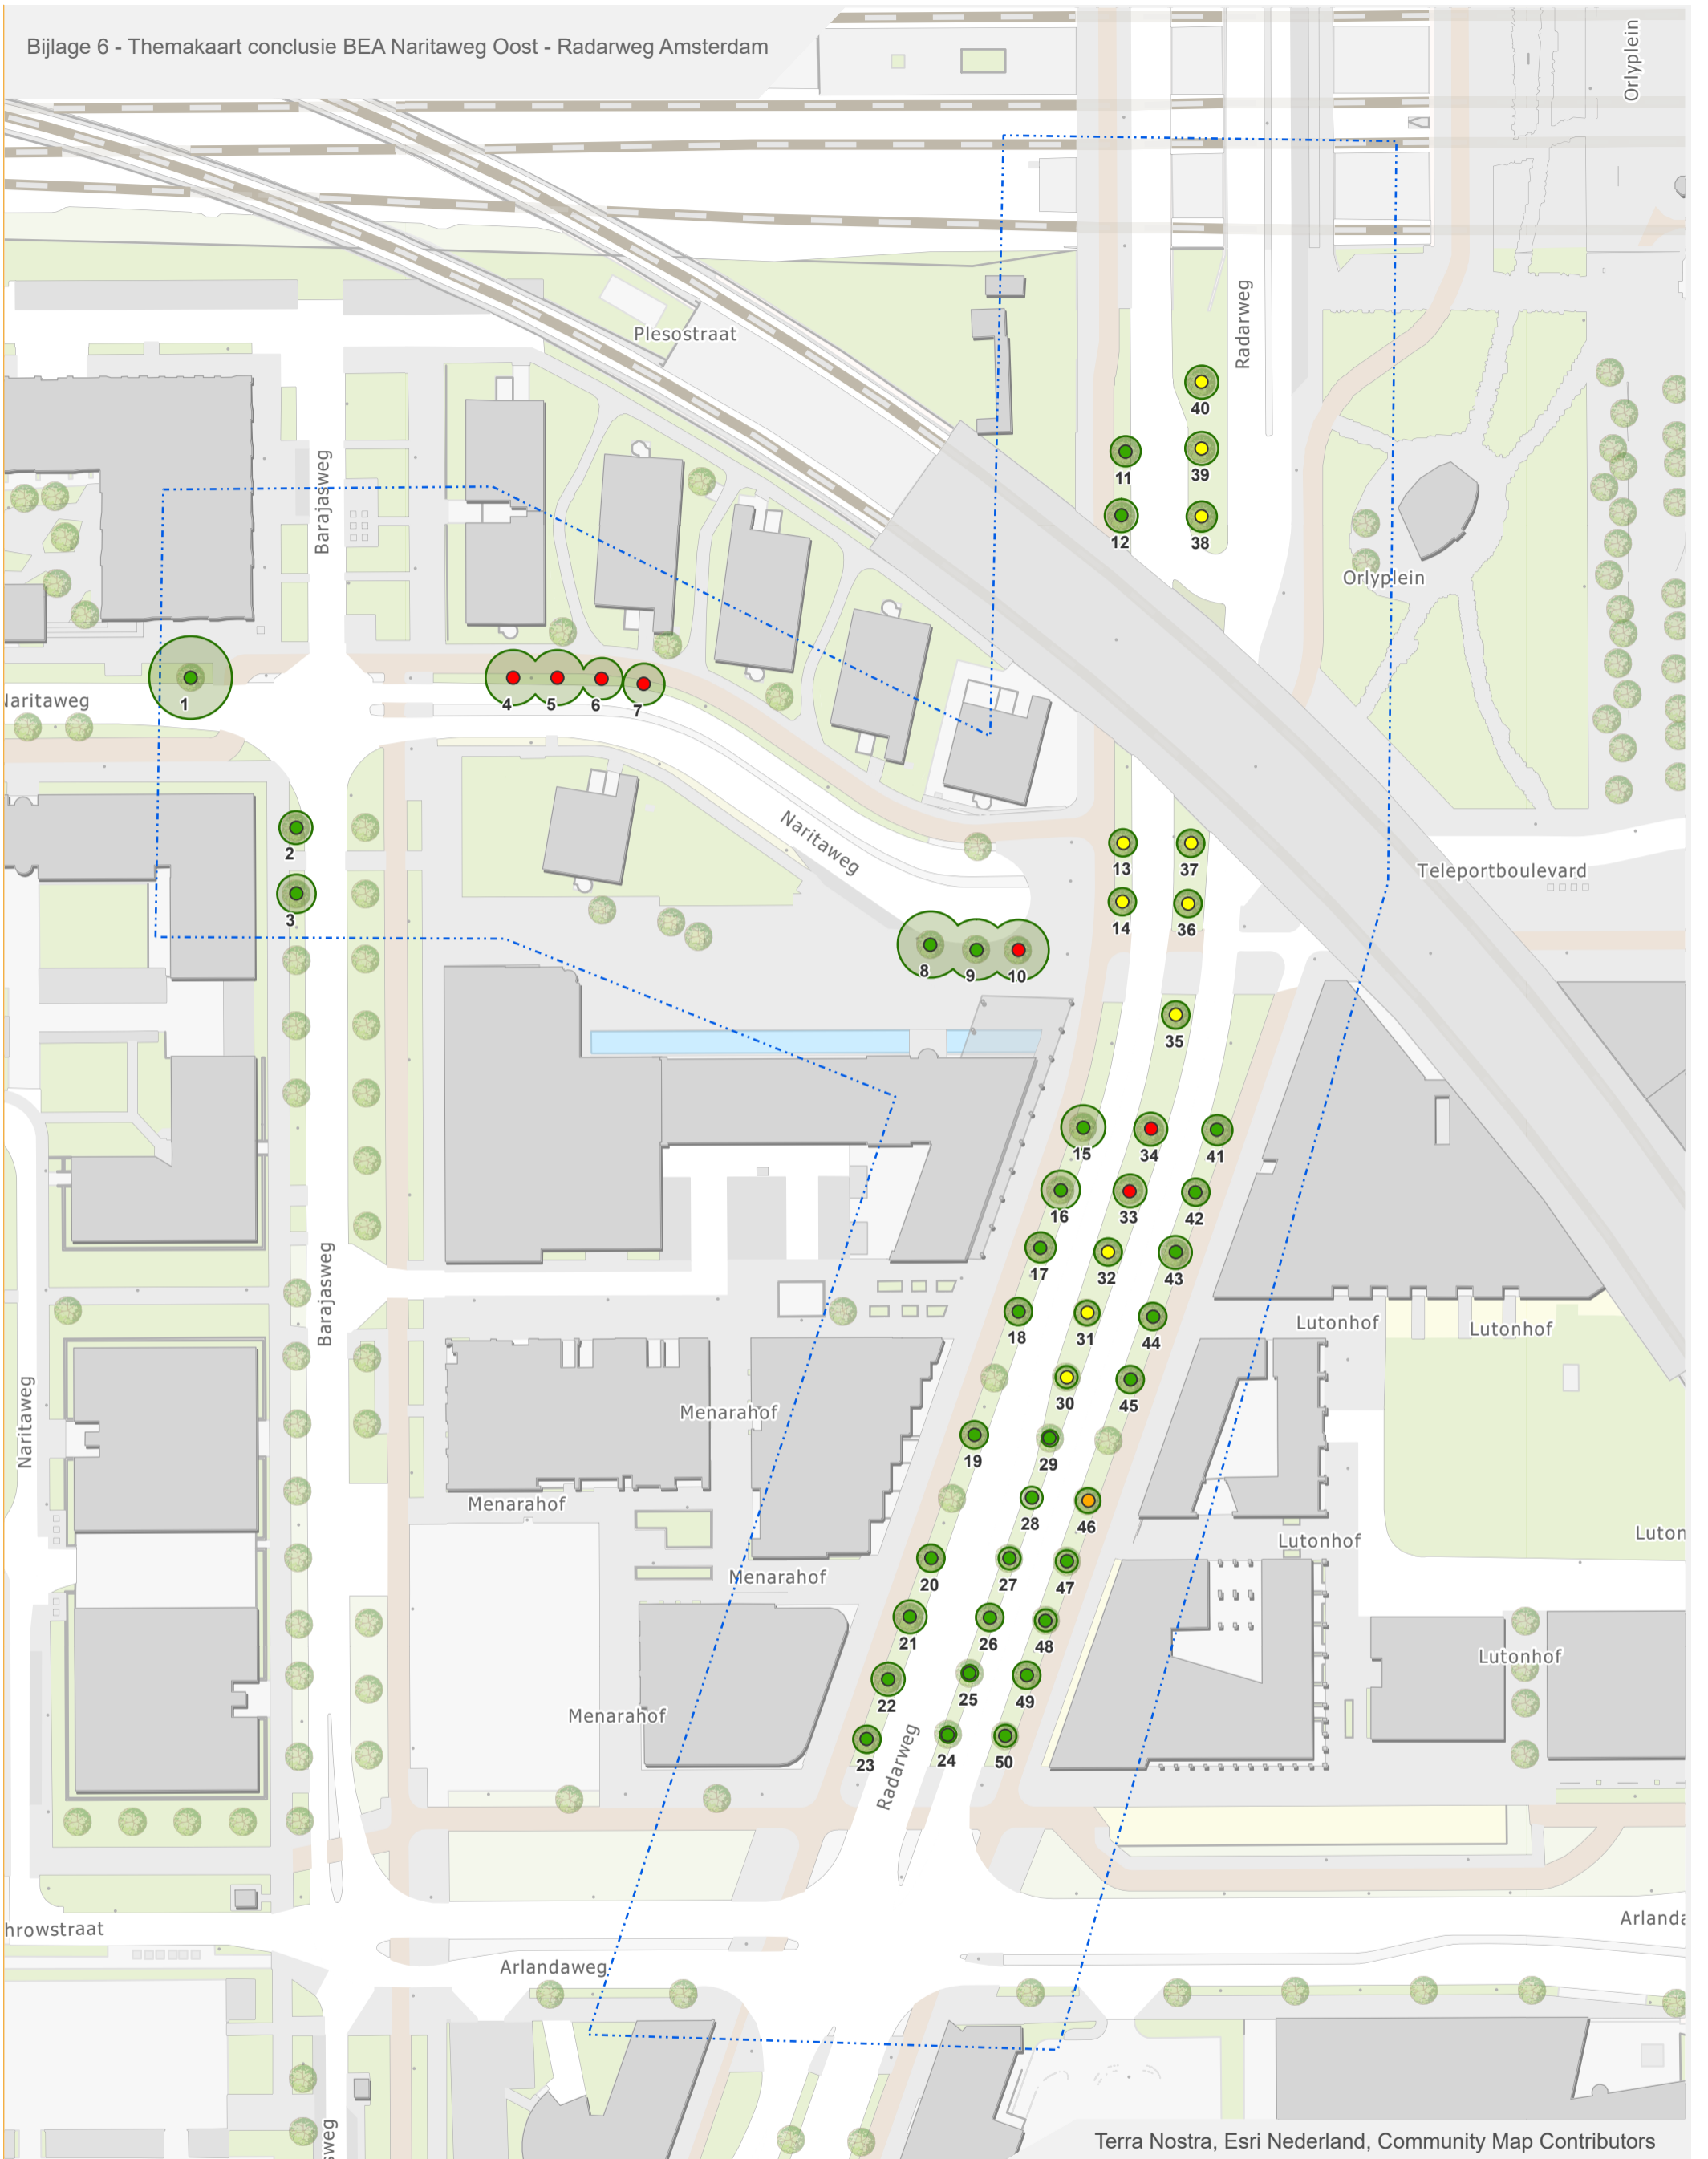 Bijlage 6 - Themakaart conclusie BEA Naritaweg Oost - Radarweg Amsterdam
Orlyplein
Plesostraat
Radarweg
40
39
11
38
12
Barajasweg
Orlyplein
Naritaweg
1
4
5
6
7
2
Naritaweg
13
37
Teleportboulevard
3
14
36
8
9
10
35
15
34
41
16
33
42
17
32
43
Barajasweg
18
31
44
Lutonhof
Lutonhof
30
45
Naritaweg
Menarahof
19
29
Menarahof
28
46
Lutonhof
Luton
Menarahof
20
27
47
21
26
48
Lutonhof
22
25
49
Menarahof
23
Radarweg
24
50
hrowstraat
Arlanda
Arlandaweg
sweg
Terra Nostra, Esri Nederland, Community Map Contributors